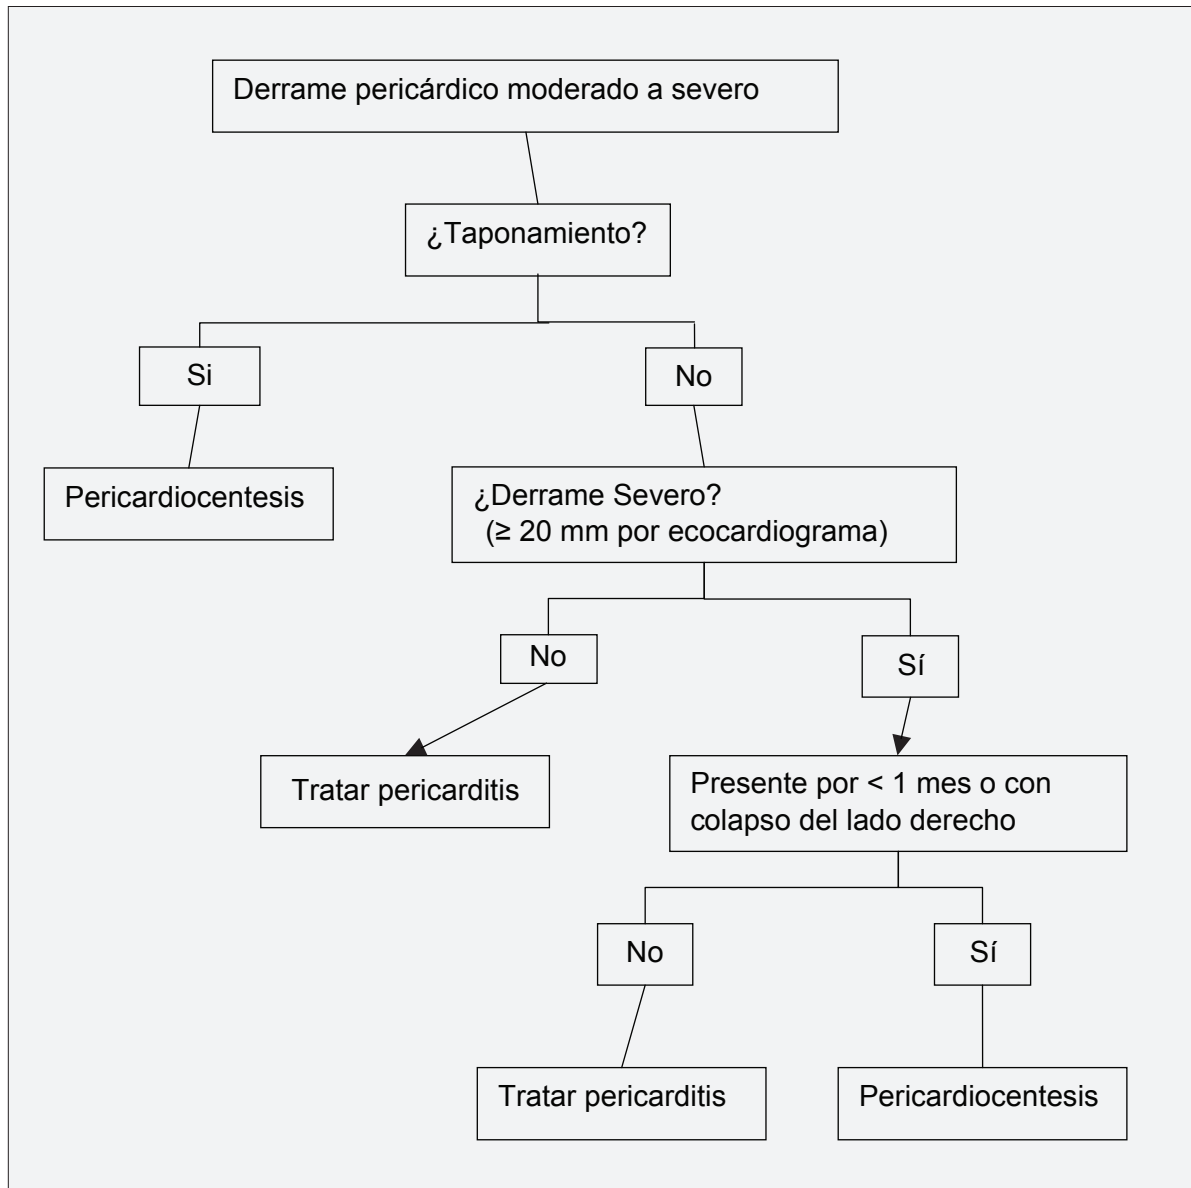 Derrame pericárdico moderado a severo
¿Taponamiento?
Si
No
Pericardiocentesis
¿Derrame Severo?
(≥ 20 mm por ecocardiograma)
No
Sí
Tratar pericarditis
Presente por < 1 mes o con
colapso del lado derecho
No
Sí
Tratar pericarditis
Pericardiocentesis